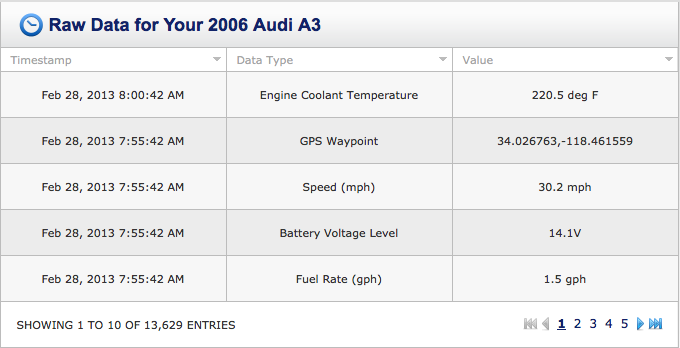 Raw Data for Your 2006 Audi A3
Timestamp Data Type Value
Feb 28, 2013 8:00:42 AM Engine Coolant Temperature 220.5 deg F
Feb 28, 2013 7:55:42 AM GPS Waypoint 34.026763,-118.461559
Feb 28, 2013 7:55:42 AM Speed (mph) 30.2 mph
Feb 28, 2013 7:55:42 AM Battery Voltage Level 14.1V
Feb 28, 2013 7:55:42 AM Fuel Rate (gph) 1.5 gph
SHOWING 1 TO 10 OF 13,629 ENTRIES 1 2 3 4 5